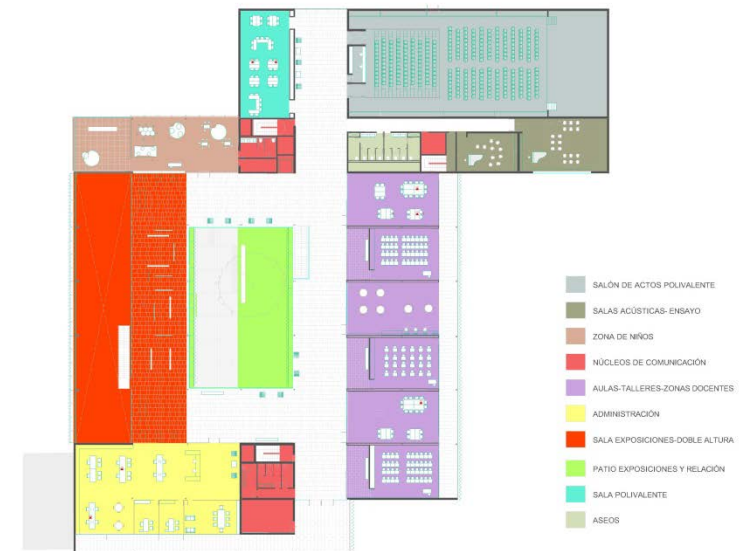 SALÓN DE ACTOS POLIVALENTE
SALAS ACÚSTICAS- ENSAYO
ZONA DE NIÑOS
NÚCLEOS DE COMUNICACIÓN
AULAS-TALLERES-ZONAS DOCENTES
ADMINISTRACIÓN
SALA EXPOSICIONES-DOBLE ALTURA
PATIO EXPOSICIONES Y RELACIÓN
SALA POLIVALENTE
ASEOS